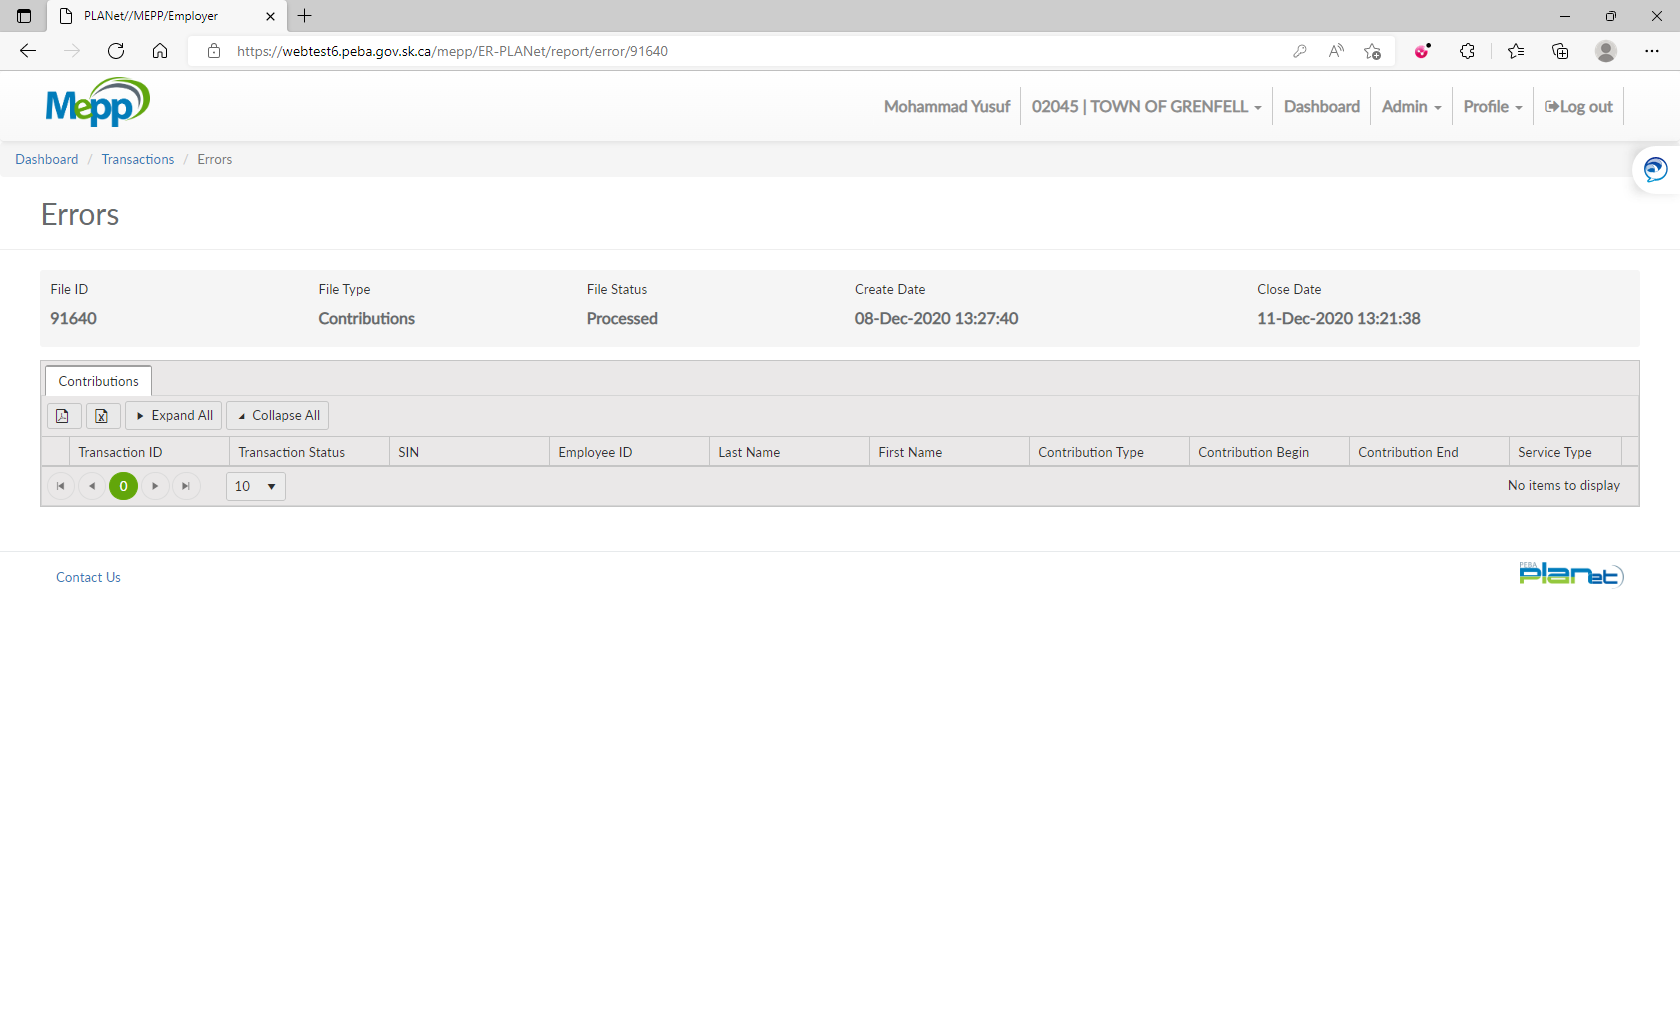 PLANet//MEPP/Employer
https://webtest6.peba.gov.sk.ca/mepp/ER-PLANet/report/error/91640
Mepp
Mohammad Yusuf
02045 | TOWN OF GRENFELL
Dashboard
Admin
Profile
Log out
Dashboard / Transactions / Errors
Errors
File ID File Type File Status Create Date Close Date
91640 Contributions Processed 08-Dec-2020 13:27:40 11-Dec-2020 13:21:38
Contributions
Expand All Collapse All
Transaction ID Transaction Status SIN Employee ID Last Name First Name Contribution Type Contribution Begin Contribution End Service Type
0 10 No items to display
Contact Us
PEBA
planet